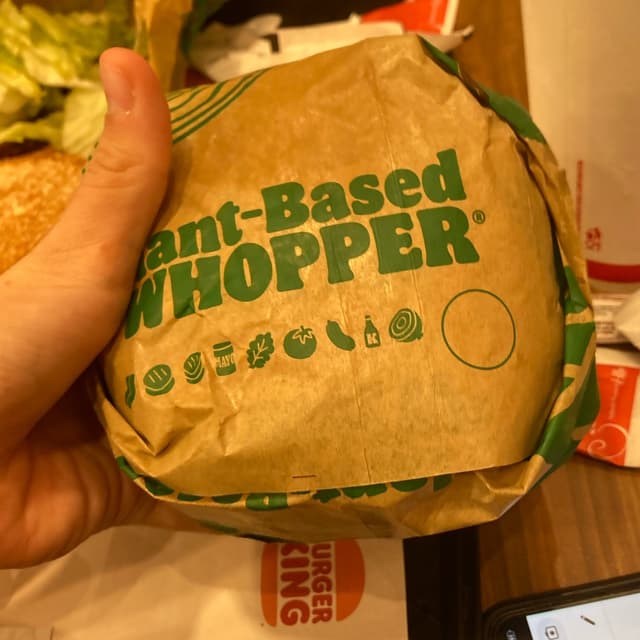 ant-Based
WHOPPER®
MAYO
K
BURGER
KING